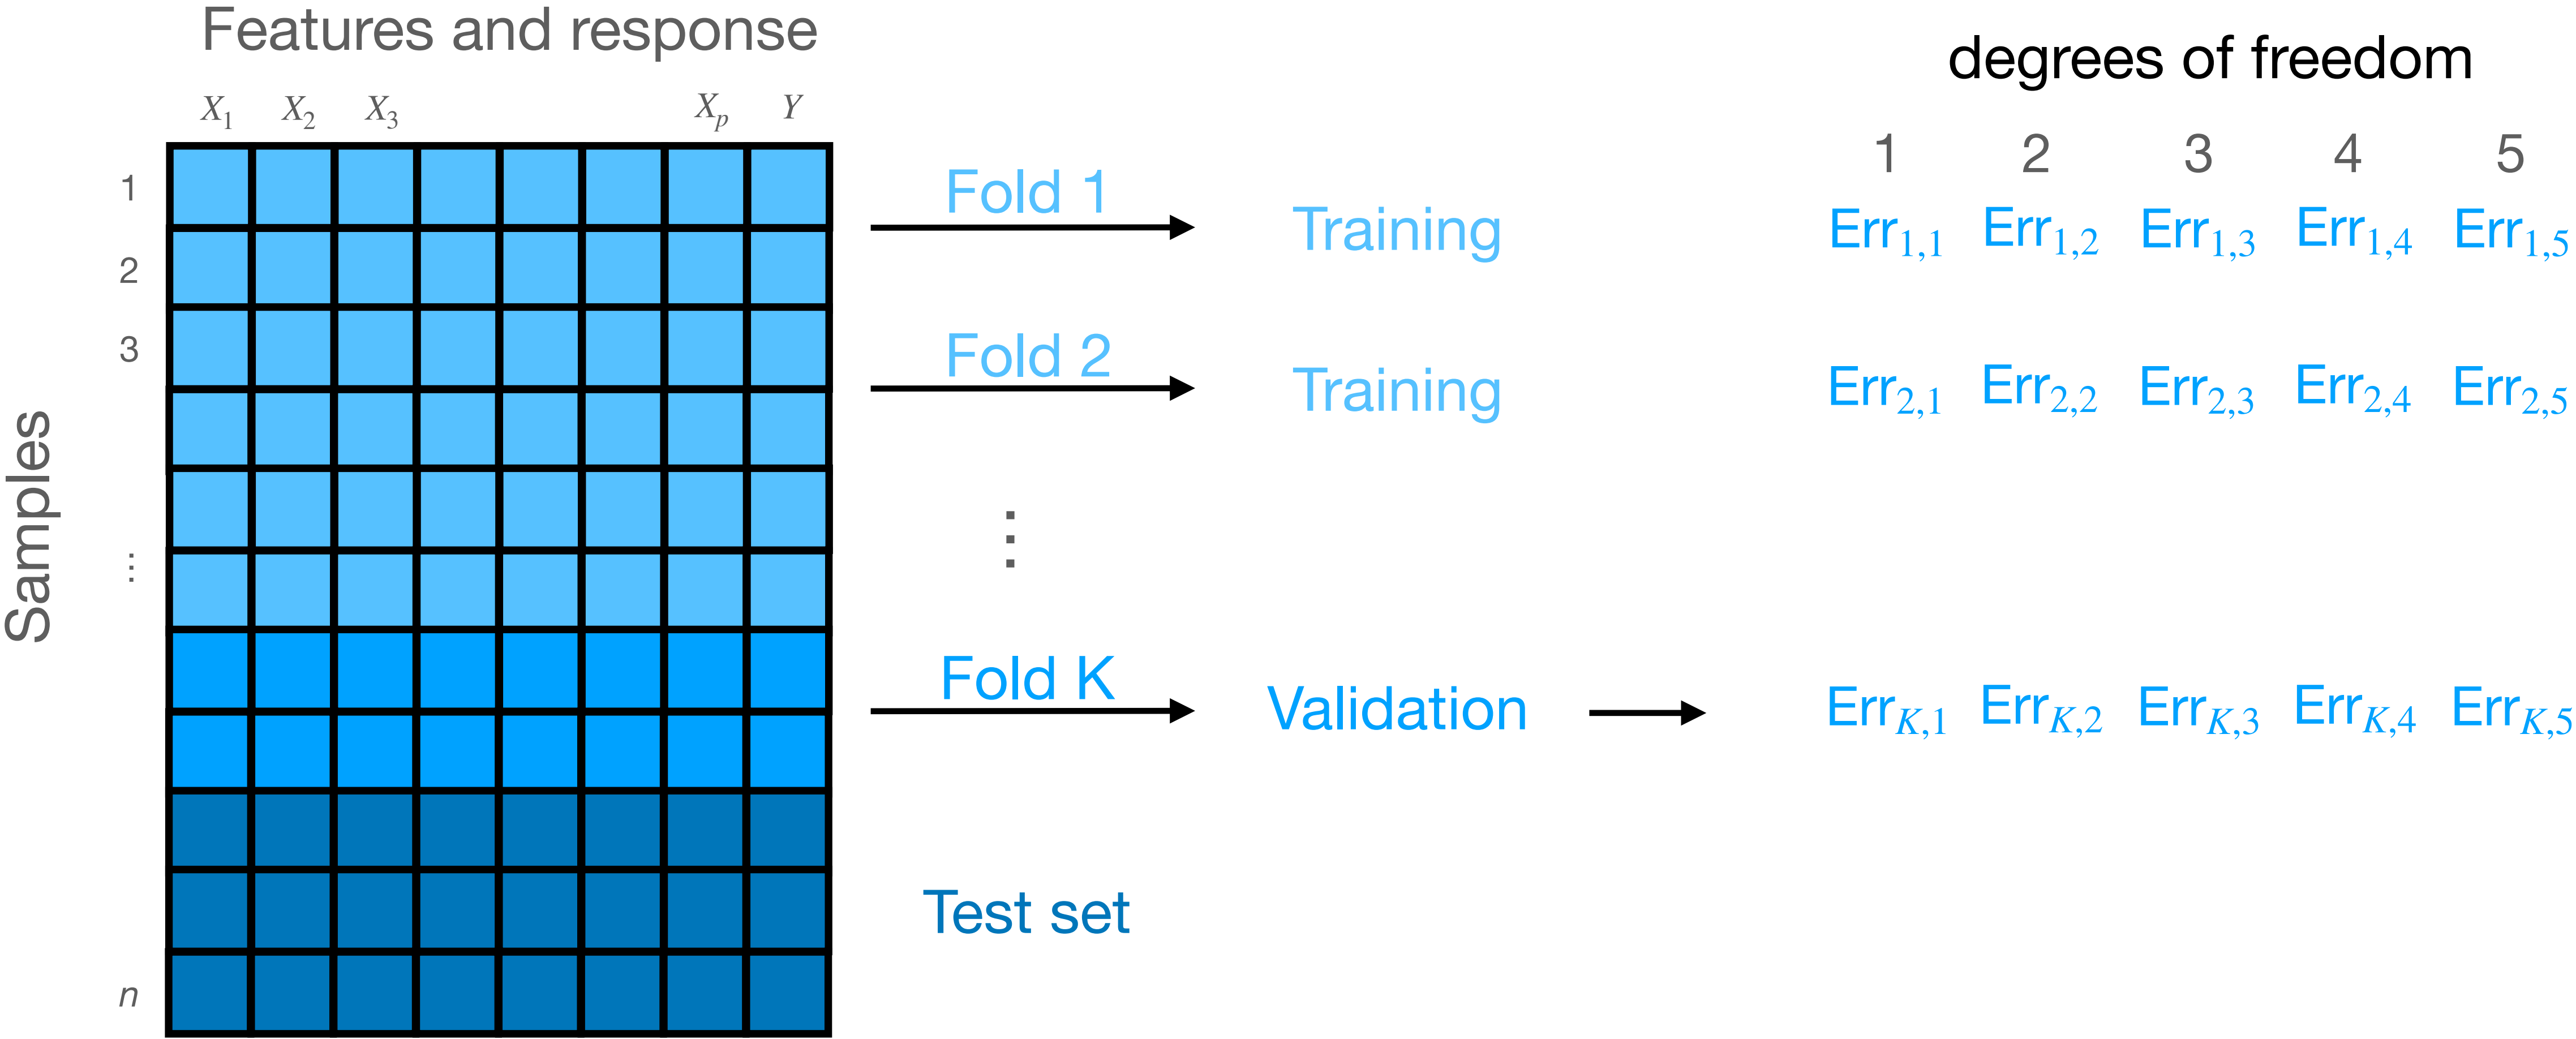 Features and response
degrees of freedom
X1 X2 X3 Xp Y
1 2 3 4 5
1
Fold 1
Training
Err1,1 Err1,2 Err1,3 Err1,4 Err1,5
2
3
Fold 2
Training
Err2,1 Err2,2 Err2,3 Err2,4 Err2,5
Samples
⋮
⋮
Fold K
Validation
ErrK,1 ErrK,2 ErrK,3 ErrK,4 ErrK,5
Test set
n